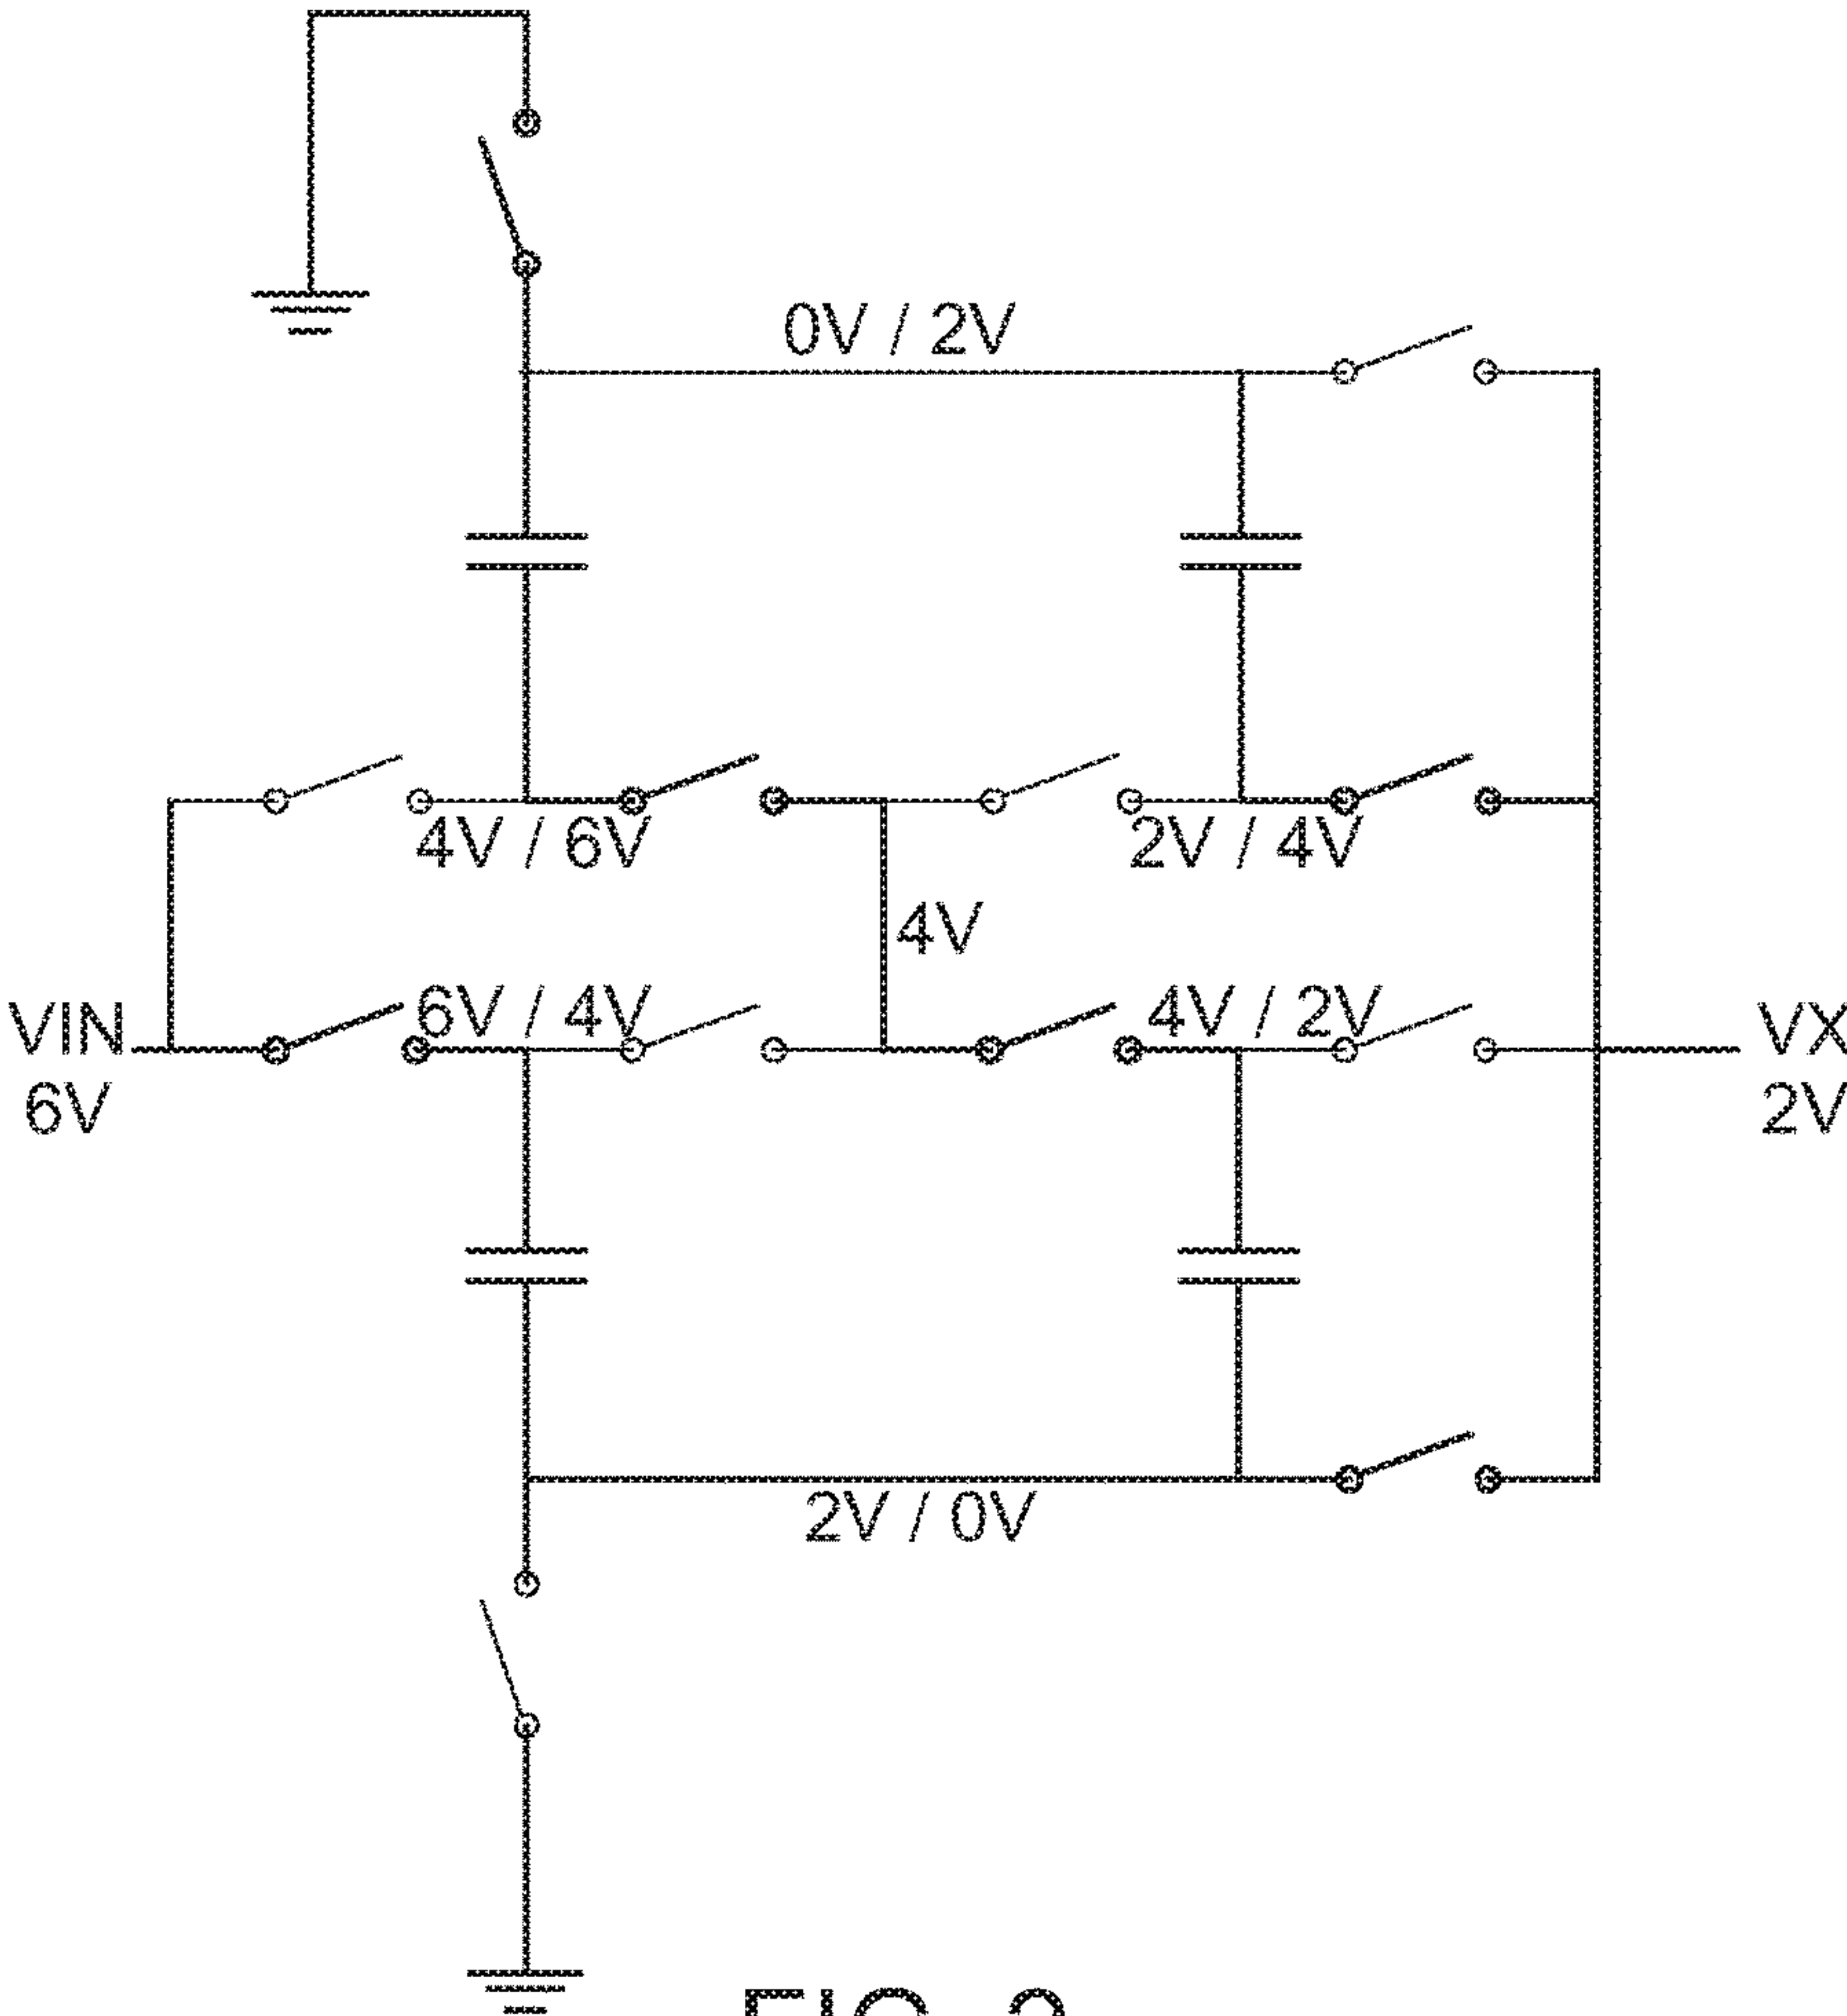 0V / 2V
4V / 6V
2V / 4V
4V
VIN
6V / 4V
4V / 2V
VX
6V
2V
2V / 0V